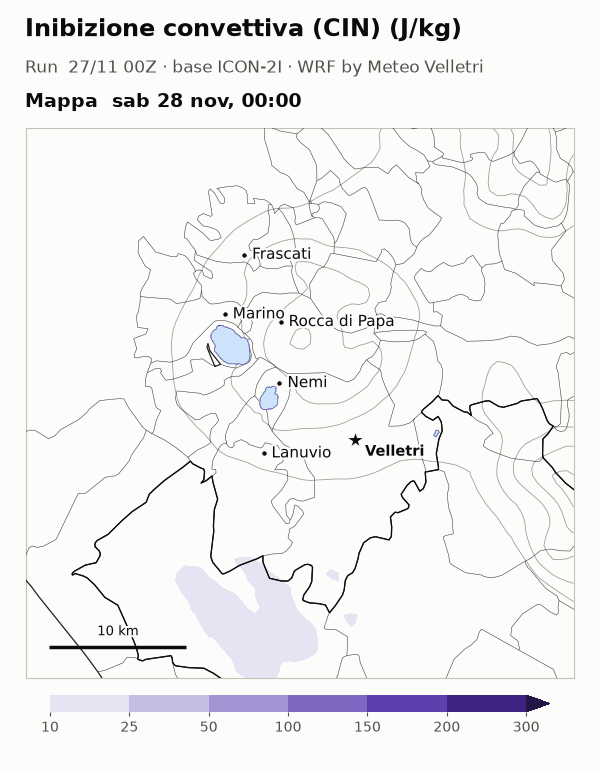 Inibizione convettiva (CIN) (J/kg)
Run 27/11 00Z · base ICON-2I · WRF by Meteo Velletri
Mappa sab 28 nov, 00:00
Frascati
Marino
Rocca di Papa
Nemi
Velletri
Lanuvio
10 km
10 25 50 100 150 200 300